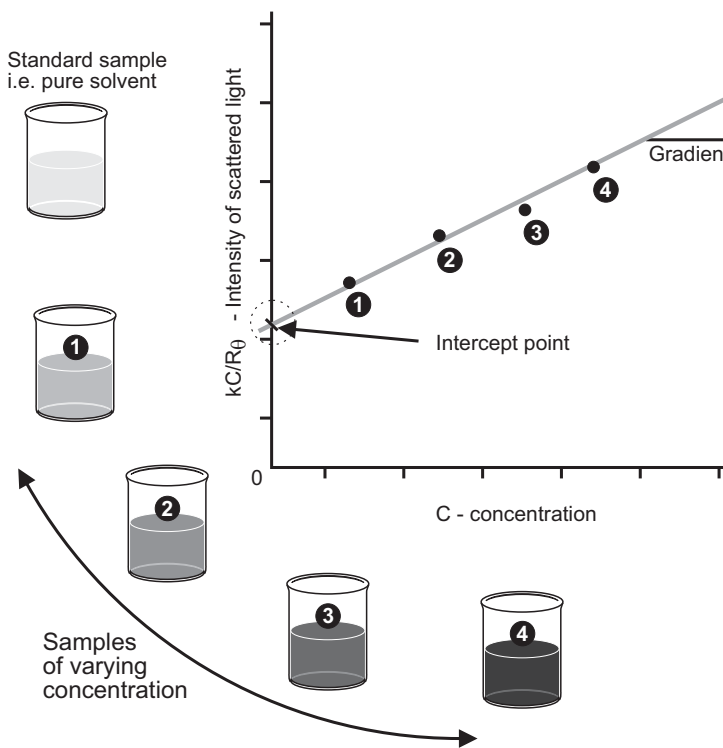 Standard sample
i.e. pure solvent
kC/Rθ - Intensity of scattered light
Gradien
1
2
3
4
Intercept point
0
C - concentration
1
2
3
4
Samples
of varying
concentration